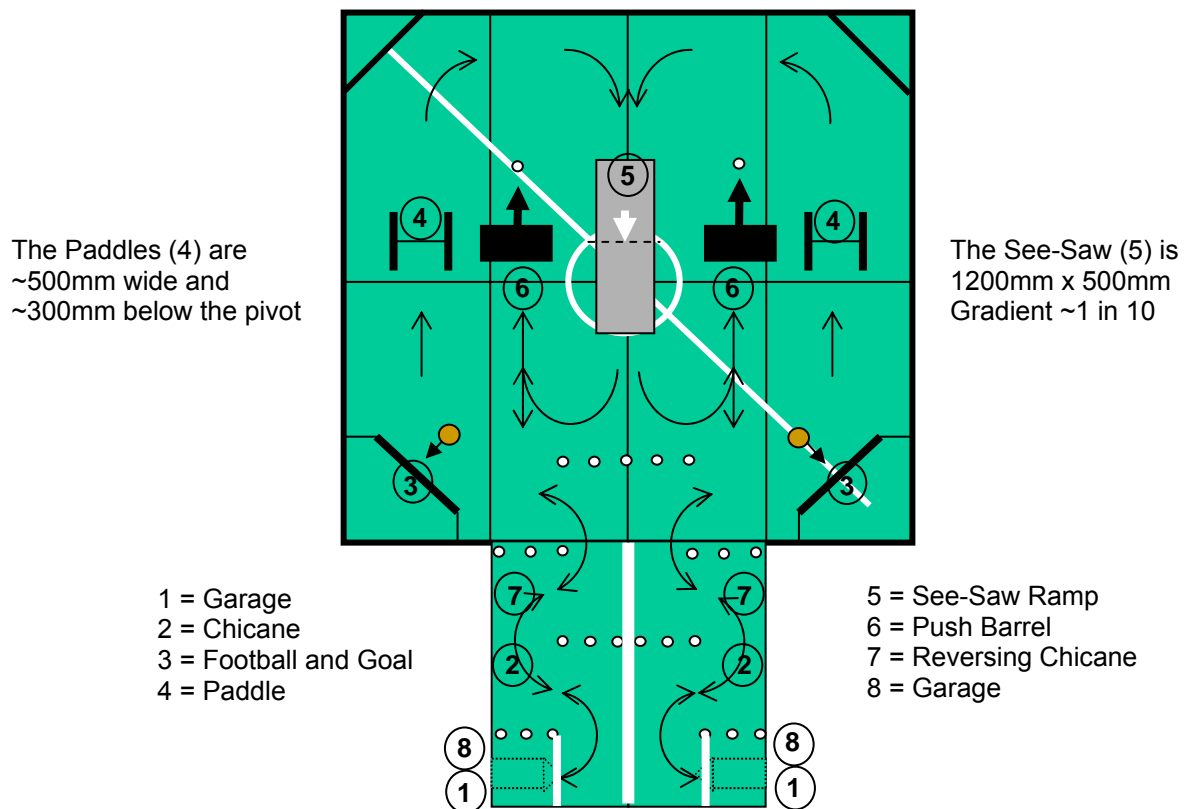 5
4
4
The Paddles (4) are
~500mm wide and
~300mm below the pivot
The See-Saw (5) is
1200mm x 500mm
Gradient ~1 in 10
6
6
3
3
1 = Garage
2 = Chicane
3 = Football and Goal
4 = Paddle
5 = See-Saw Ramp
6 = Push Barrel
7 = Reversing Chicane
8 = Garage
7
7
2
2
8
8
1
1